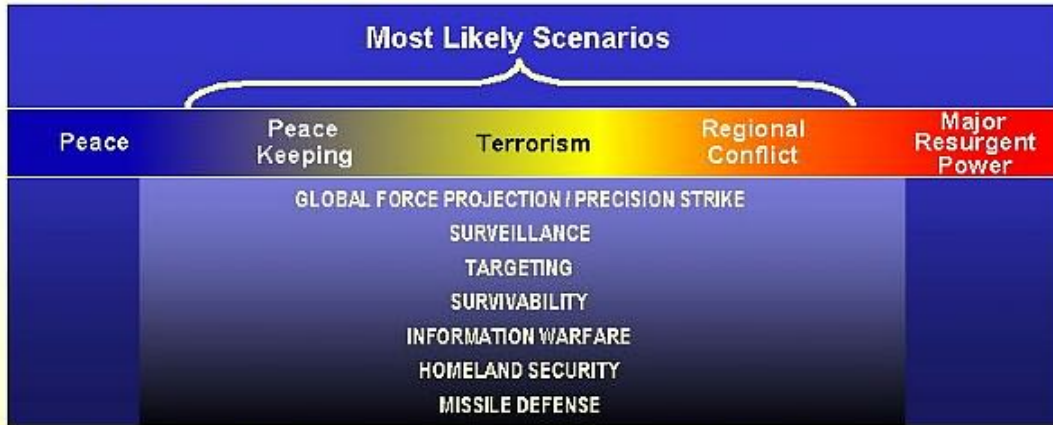 Most Likely Scenarios
Peace
Peace
Keeping
Terrorism
Regional
Conflict
Major
Resurgent
Power
GLOBAL FORCE PROJECTION / PRECISION STRIKE
SURVEILLANCE
TARGETING
SURVIVABILITY
INFORMATION WARFARE
HOMELAND SECURITY
MISSILE DEFENSE